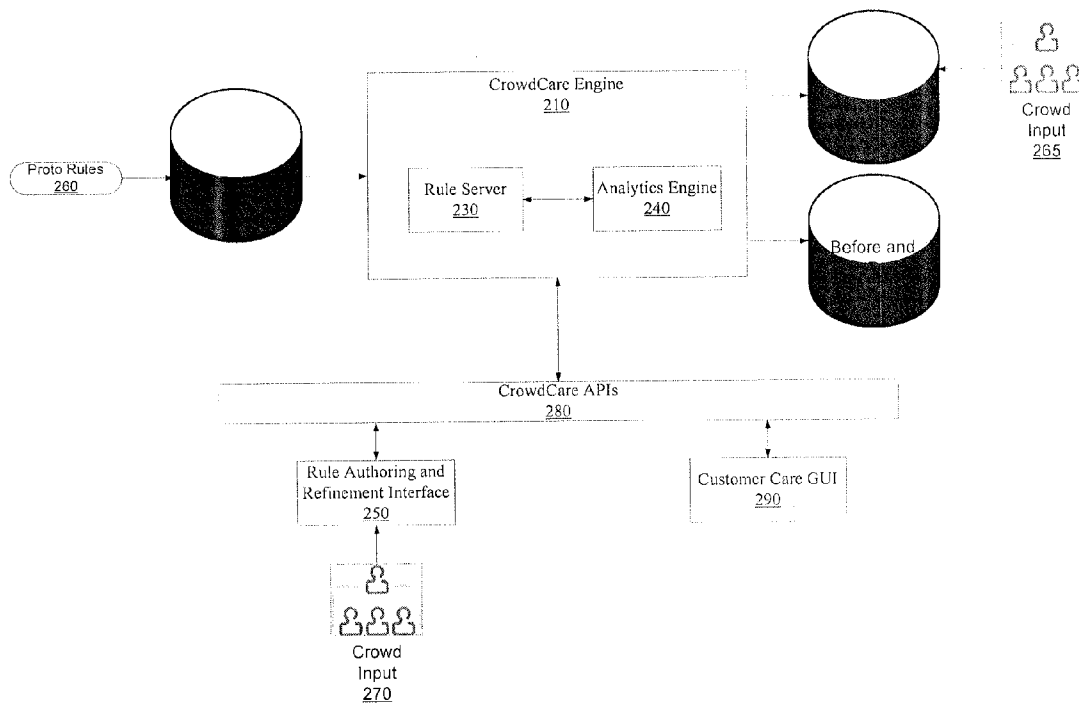 CrowdCare Engine
210
Crowd
Input
265
Proto Rules
260
Rule Server
230
Analytics Engine
240
Before and
CrowdCare APIs
280
Rule Authoring and
Refinement Interface
250
Customer Care GUI
290
Crowd
Input
270